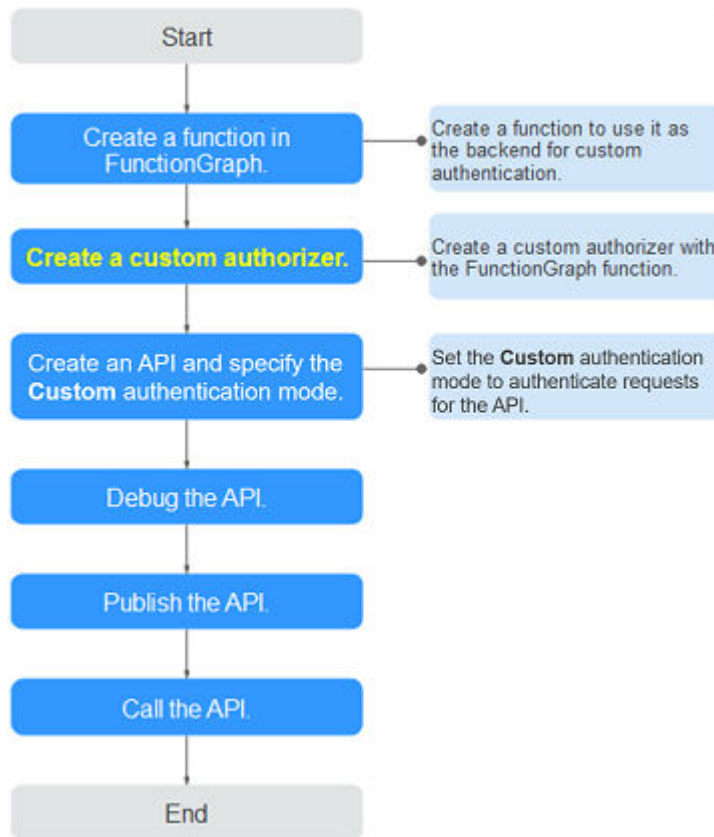 Start
Create a function in
FunctionGraph.
Create a function to use it as
the backend for custom
authentication.
Create a custom authorizer.
Create a custom authorizer with
the FunctionGraph function.
Create an API and specify the
Custom authentication mode.
Set the Custom authentication
mode to authenticate requests
for the API.
Debug the API.
Publish the API.
Call the API.
End